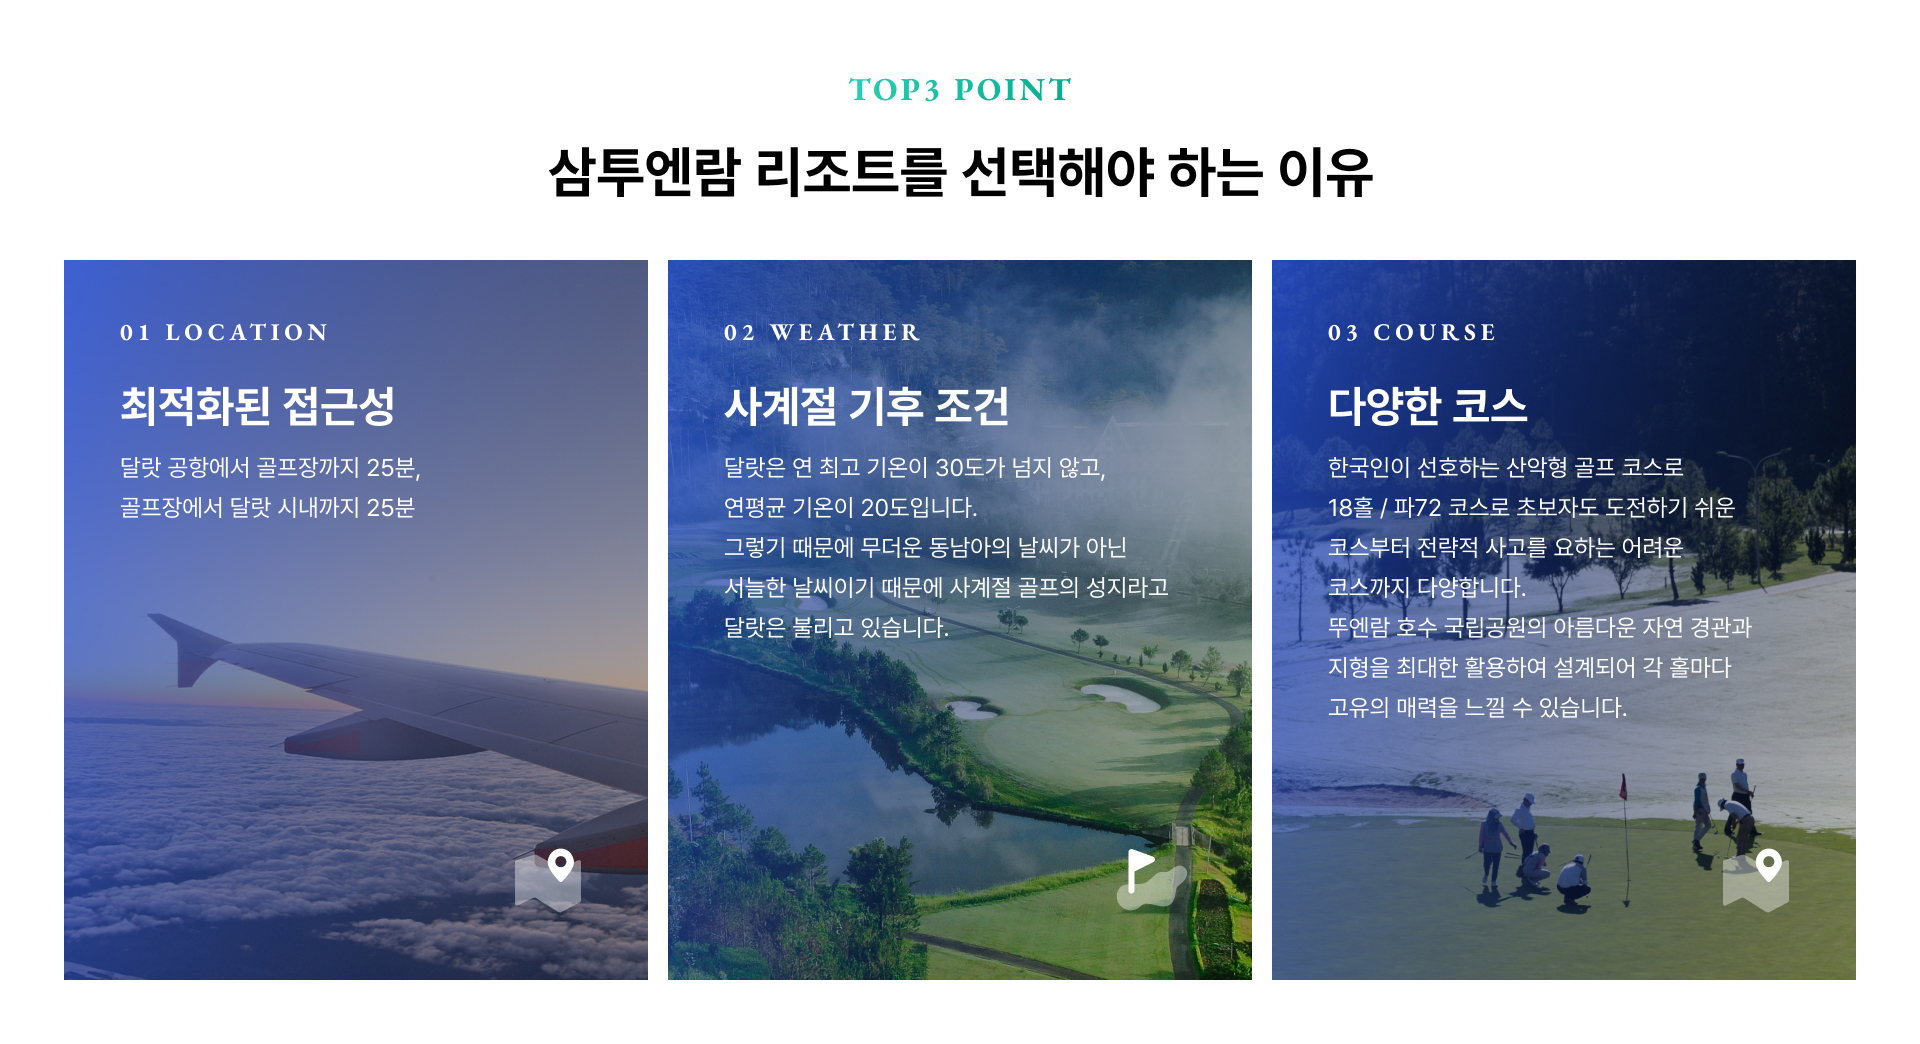 TOP3 POINT
삼투엔람 리조트를 선택해야 하는 이유
01 LOCATION
최적화된 접근성
달랏 공항에서 골프장까지 25분,
골프장에서 달랏 시내까지 25분
02 WEATHER
사계절 기후 조건
달랏은 연 최고 기온이 30도가 넘지 않고,
연평균 기온이 20도입니다.
그렇기 때문에 무더운 동남아의 날씨가 아닌
서늘한 날씨이기 때문에 사계절 골프의 성지라고
달랏은 불리고 있습니다.
03 COURSE
다양한 코스
한국인이 선호하는 산악형 골프 코스로
18홀 / 파72 코스로 초보자도 도전하기 쉬운
코스부터 전략적 사고를 요하는 어려운
코스까지 다양합니다.
뚜엔람 호수 국립공원의 아름다운 자연 경관과
지형을 최대한 활용하여 설계되어 각 홀마다
고유의 매력을 느낄 수 있습니다.